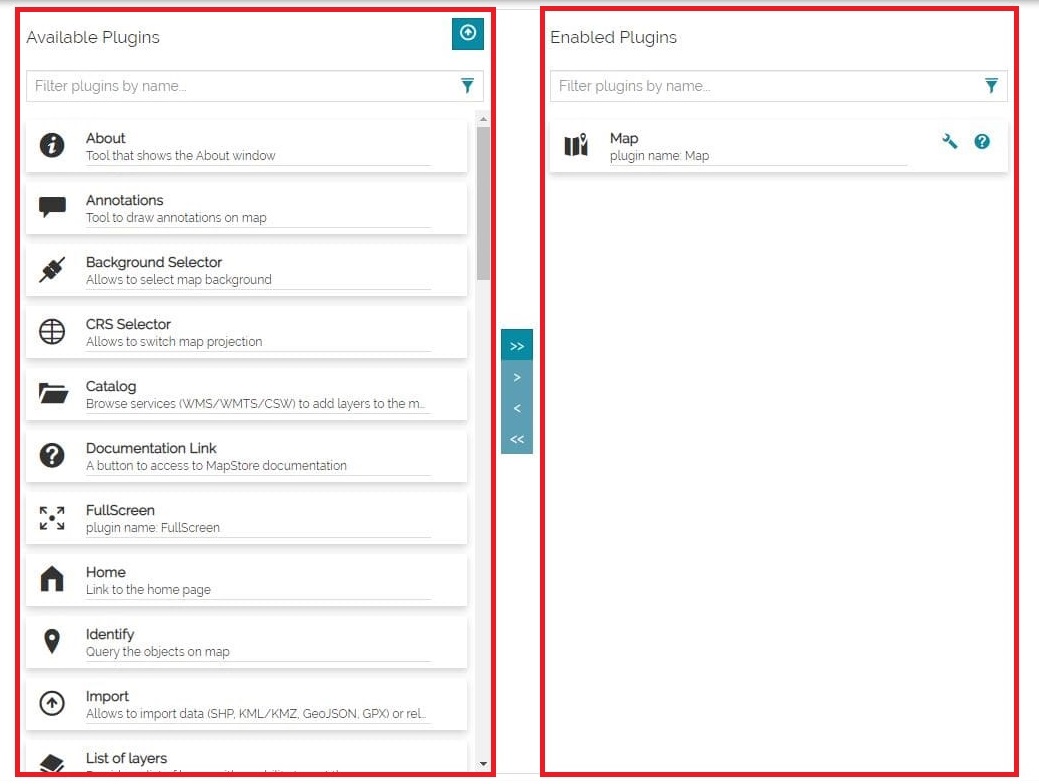 Available Plugins
Filter plugins by name...
About
Tool that shows the About window
Annotations
Tool to draw annotations on map
Background Selector
Allows to select map background
CRS Selector
Allows to switch map projection
Catalog
Browse services (WMS/WMTS/CSW) to add layers to the m...
Documentation Link
A button to access to MapStore documentation
FullScreen
plugin name: FullScreen
Home
Link to the home page
Identify
Query the objects on map
Import
Allows to import data (SHP, KML/KMZ, GeoJSON, GPX) or rel...
List of layers
>>
>
<
<<
Enabled Plugins
Filter plugins by name...
Map
plugin name: Map